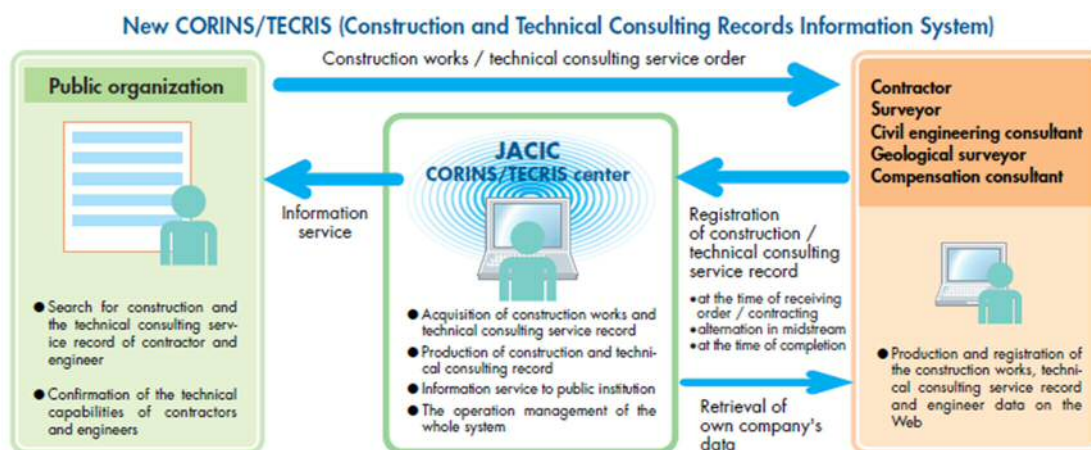 New CORINS/TECRIS (Construction and Technical Consulting Records Information System)
Construction works / technical consulting service order
Public organization
● Search for construction and
the technical consulting ser-
vice record of contractor and
engineer
● Confirmation of the technical
capabilities of contractors
and engineers
Information
service
JACIC
CORINS/TECRIS center
● Acquisition of construction works and
technical consulting service record
● Production of construction and techni-
cal consulting record
● Information service to public institution
● The operation management of the
whole system
Registration
of construction /
technical consulting
service record
•at the time of receiving
order / contracting
•alternation in midstream
•at the time of completion
Retrieval of
own company's
data
Contractor
Surveyor
Civil engineering consultant
Geological surveyor
Compensation consultant
● Production and registration of
the construction works, techni-
cal consulting service record
and engineer data on the
Web